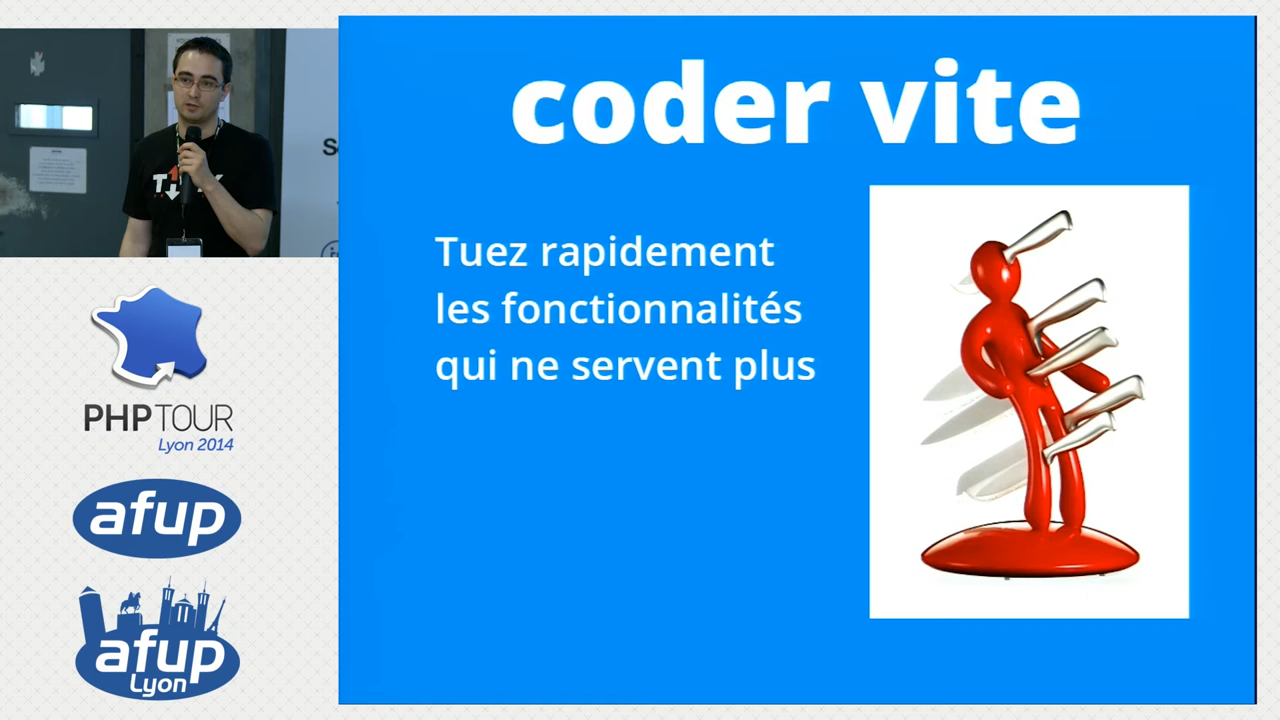 coder vite
Tuez rapidement
les fonctionnalités
qui ne servent plus
PHP TOUR
Lyon 2014
afup
afup
Lyon